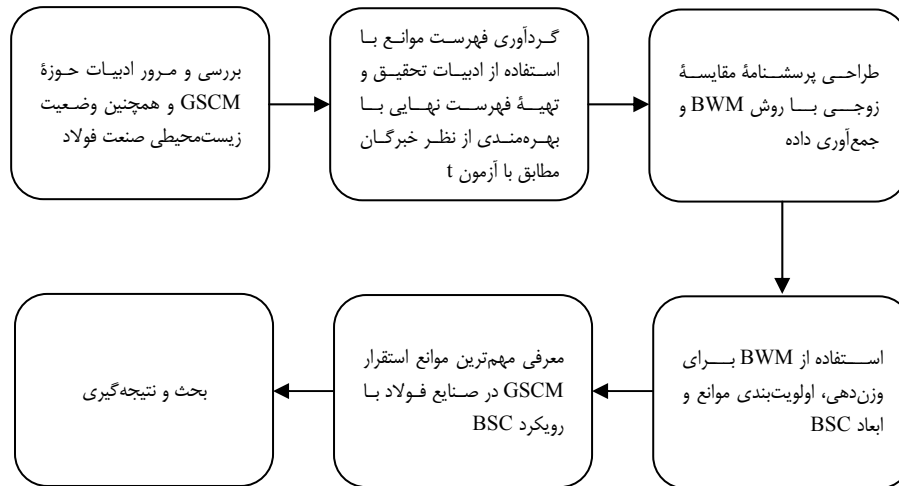 بررسی و مرور ادبیات حوزۀ
GSCM و همچنین وضعیت
زیست‌محیطی صنعت فولاد
گردآوری فهرست موانع با
استفاده از ادبیات تحقیق و
تهیۀ فهرست نهایی با
بهره‌مندی از نظر خبرگان
مطابق با آزمون t
طراحی پرسشنامۀ مقایسۀ
زوجی با روش BWM و
جمع‌آوری داده
استفاده از BWM برای
وزن‌دهی، اولویت‌بندی موانع و
ابعاد BSC
معرفی مهم‌ترین موانع استقرار
GSCM در صنایع فولاد با
رویکرد BSC
بحث و نتیجه‌گیری